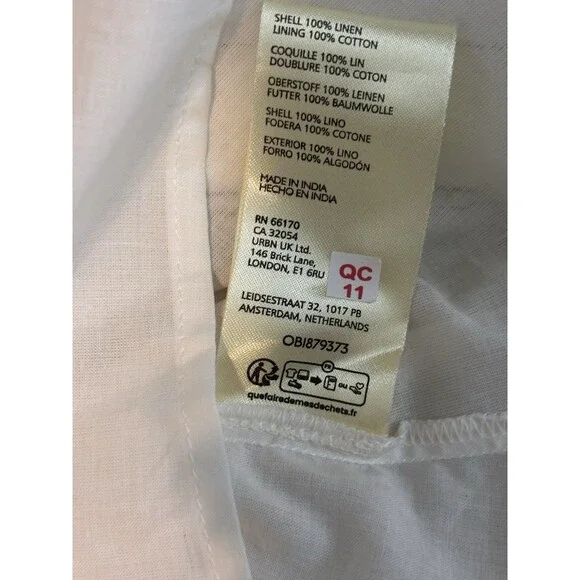 SHELL 100% LINEN
LINING 100% COTTON
COQUILLE 100% LIN
DOUBLURE 100% COTON
OBERSTOFF 100% LEINEN
FUTTER 100% BAUMWOLLE
SHELL 100% LINO
FODERA 100% COTONE
EXTERIOR 100% LINO
FORRO 100% ALGODÓN
MADE IN INDIA
HECHO EN INDIA
RN 66170
CA 32054
URBN UK Ltd.
146 Brick Lane,
LONDON, E1 6RU
QC
11
LEIDSESTRAAT 32, 1017 PB
AMSTERDAM, NETHERLANDS
OBI879373
FR
OU
quefairedemesdechets.fr